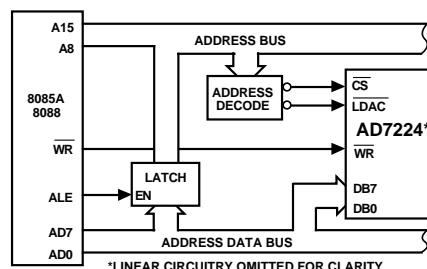 A15
A8
ADDRESS BUS
8085A
8088
ADDRESS
DECODE
CS
LDAC
AD7224*
WR
WR
LATCH
EN
ALE
DB7
DB0
AD7
AD0
ADDRESS DATA BUS
*LINEAR CIRCUITRY OMITTED FOR CLARITY